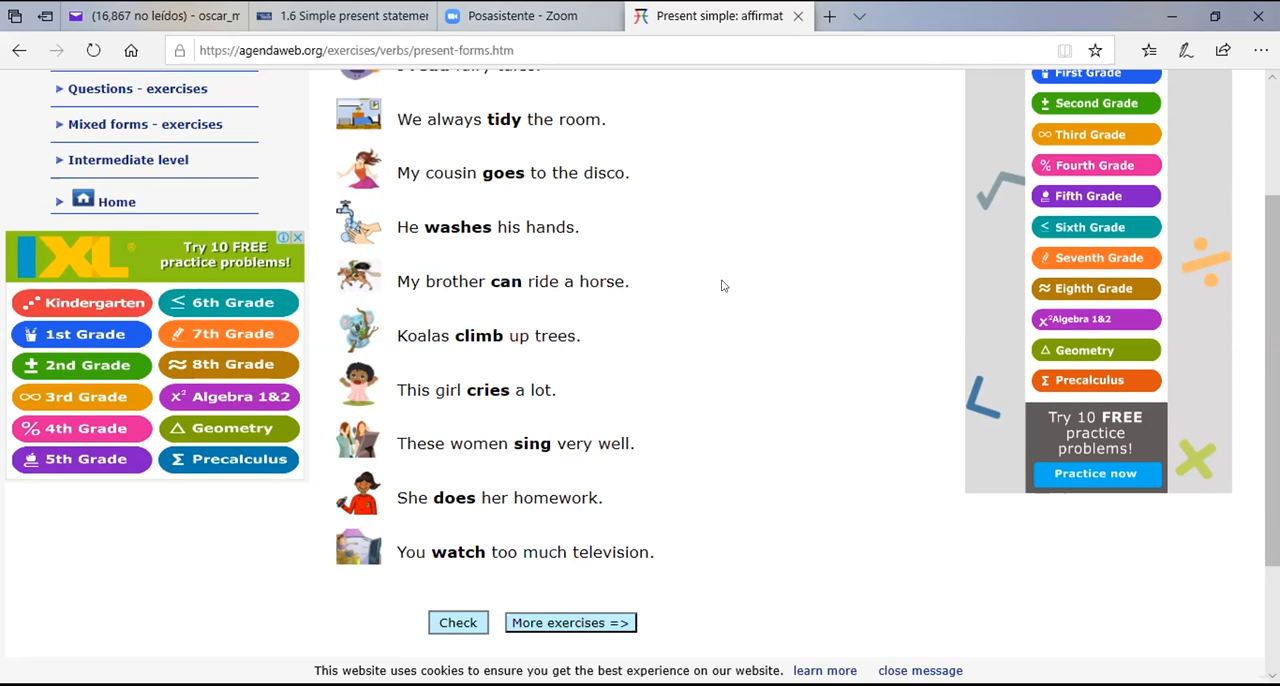 (16,867 no leídos) - oscar_m
1.6 Simple present statemen
Posasistente - Zoom
Present simple: affirmat
https://agendaweb.org/exercises/verbs/present-forms.htm
Questions - exercises
Mixed forms - exercises
Intermediate level
Home
IXL
Try 10 FREE
practice problems!
Kindergarten
6th Grade
1st Grade
7th Grade
2nd Grade
8th Grade
3rd Grade
Algebra 1&2
4th Grade
Geometry
5th Grade
Precalculus
We always tidy the room.
My cousin goes to the disco.
He washes his hands.
My brother can ride a horse.
Koalas climb up trees.
This girl cries a lot.
These women sing very well.
She does her homework.
You watch too much television.
Check
More exercises =>
First Grade
Second Grade
Third Grade
Fourth Grade
Fifth Grade
Sixth Grade
Seventh Grade
Eighth Grade
Algebra 1&2
Geometry
Precalculus
Try 10 FREE
practice
problems!
Practice now
This website uses cookies to ensure you get the best experience on our website. learn more close message